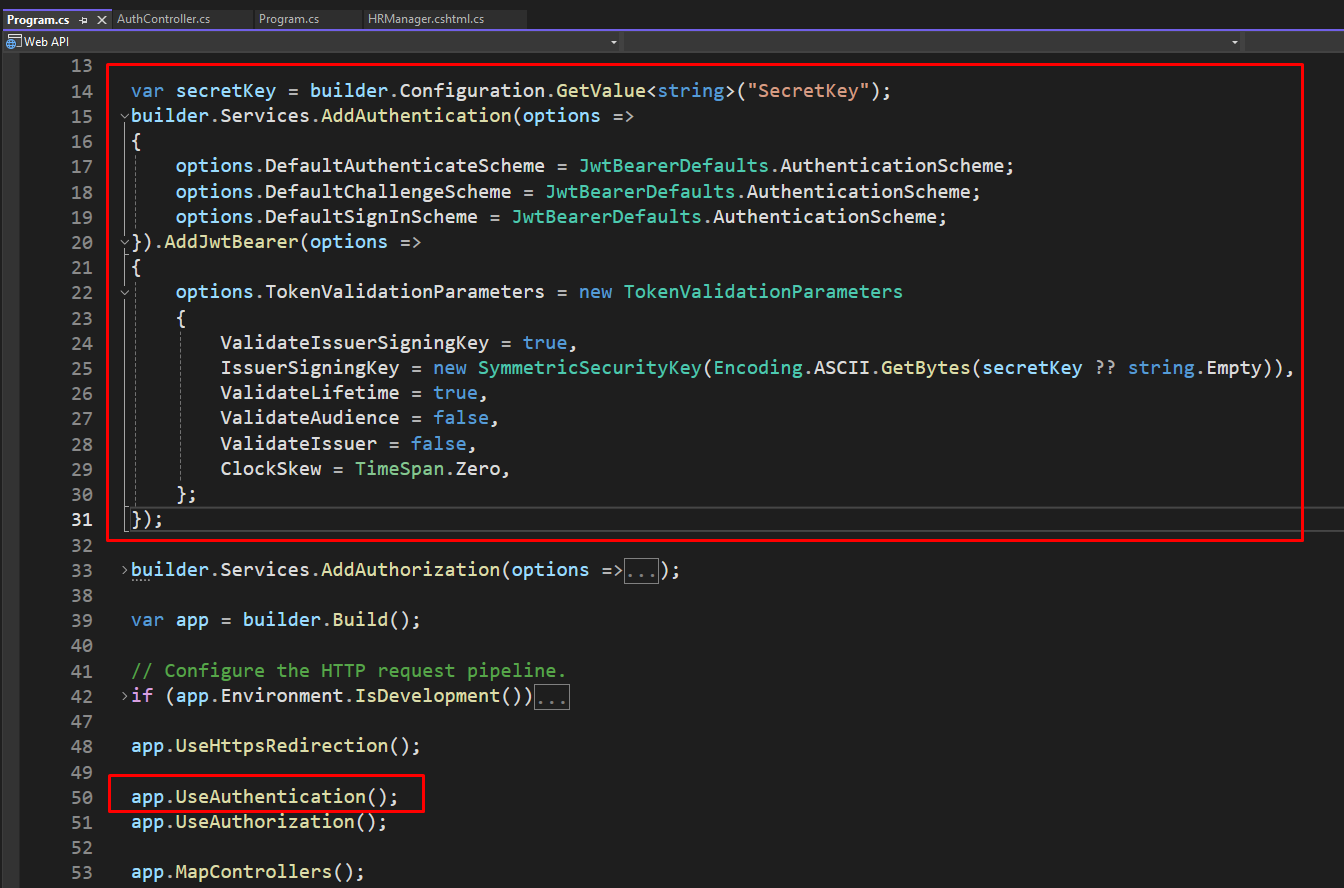 Program.cs AuthController.cs Program.cs HRManager.cshtml.cs
Web API
13
14 var secretKey = builder.Configuration.GetValue<string>("SecretKey");
15 builder.Services.AddAuthentication(options =>
16 {
17 options.DefaultAuthenticateScheme = JwtBearerDefaults.AuthenticationScheme;
18 options.DefaultChallengeScheme = JwtBearerDefaults.AuthenticationScheme;
19 options.DefaultSignInScheme = JwtBearerDefaults.AuthenticationScheme;
20 }).AddJwtBearer(options =>
21 {
22 options.TokenValidationParameters = new TokenValidationParameters
23 {
24 ValidateIssuerSigningKey = true,
25 IssuerSigningKey = new SymmetricSecurityKey(Encoding.ASCII.GetBytes(secretKey ?? string.Empty)),
26 ValidateLifetime = true,
27 ValidateAudience = false,
28 ValidateIssuer = false,
29 ClockSkew = TimeSpan.Zero,
30 };
31 });
32
33 builder.Services.AddAuthorization(options =>...);
38
39 var app = builder.Build();
40
41 // Configure the HTTP request pipeline.
42 if (app.Environment.IsDevelopment())...
47
48 app.UseHttpsRedirection();
49
50 app.UseAuthentication();
51 app.UseAuthorization();
52
53 app.MapControllers();